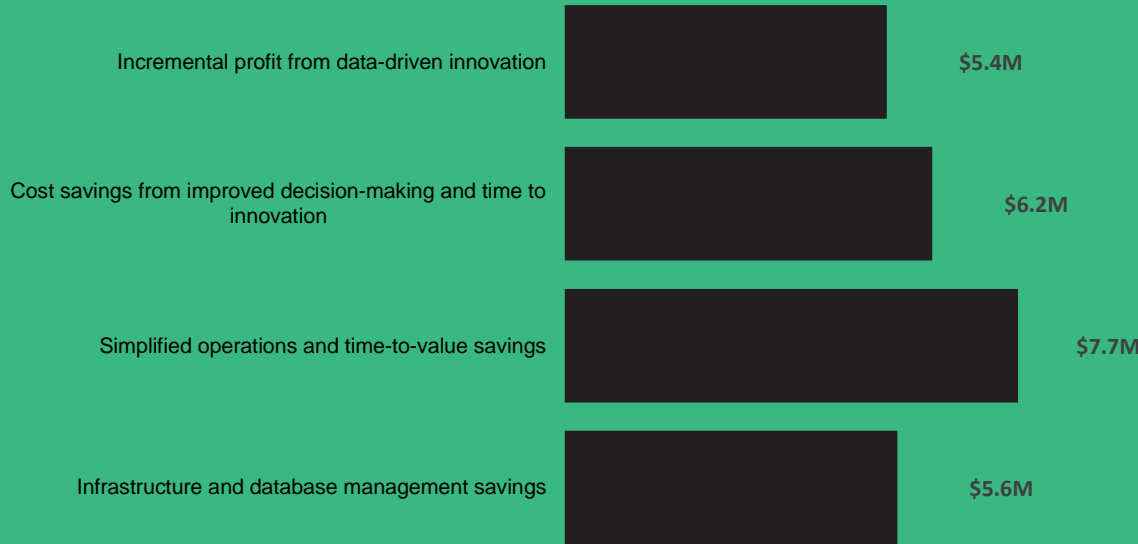 Incremental profit from data-driven innovation
$5.4M
Cost savings from improved decision-making and time to
innovation
$6.2M
Simplified operations and time-to-value savings
$7.7M
Infrastructure and database management savings
$5.6M